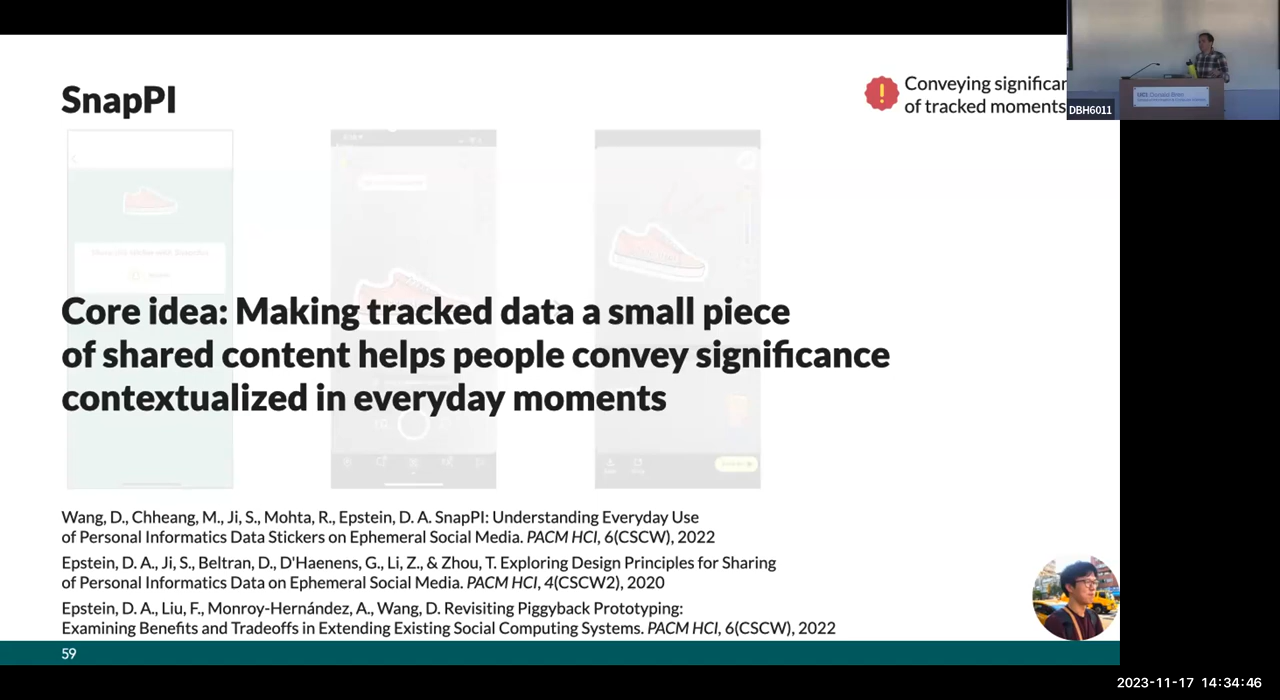 SnapPI
Conveying significan
of tracked moments
DBH6011
Core idea: Making tracked data a small piece
of shared content helps people convey significance
contextualized in everyday moments
Wang, D., Chheang, M., Ji, S., Mohta, R., Epstein, D. A. SnapPI: Understanding Everyday Use
of Personal Informatics Data Stickers on Ephemeral Social Media. PACM HCI, 6(CSCW), 2022
Epstein, D. A., Ji, S., Beltran, D., D'Haenens, G., Li, Z., & Zhou, T. Exploring Design Principles for Sharing
of Personal Informatics Data on Ephemeral Social Media. PACM HCI, 4(CSCW2), 2020
Epstein, D. A., Liu, F., Monroy-Hernández, A., Wang, D. Revisiting Piggyback Prototyping:
Examining Benefits and Tradeoffs in Extending Existing Social Computing Systems. PACM HCI, 6(CSCW), 2022
59
2023-11-17 14:34:46